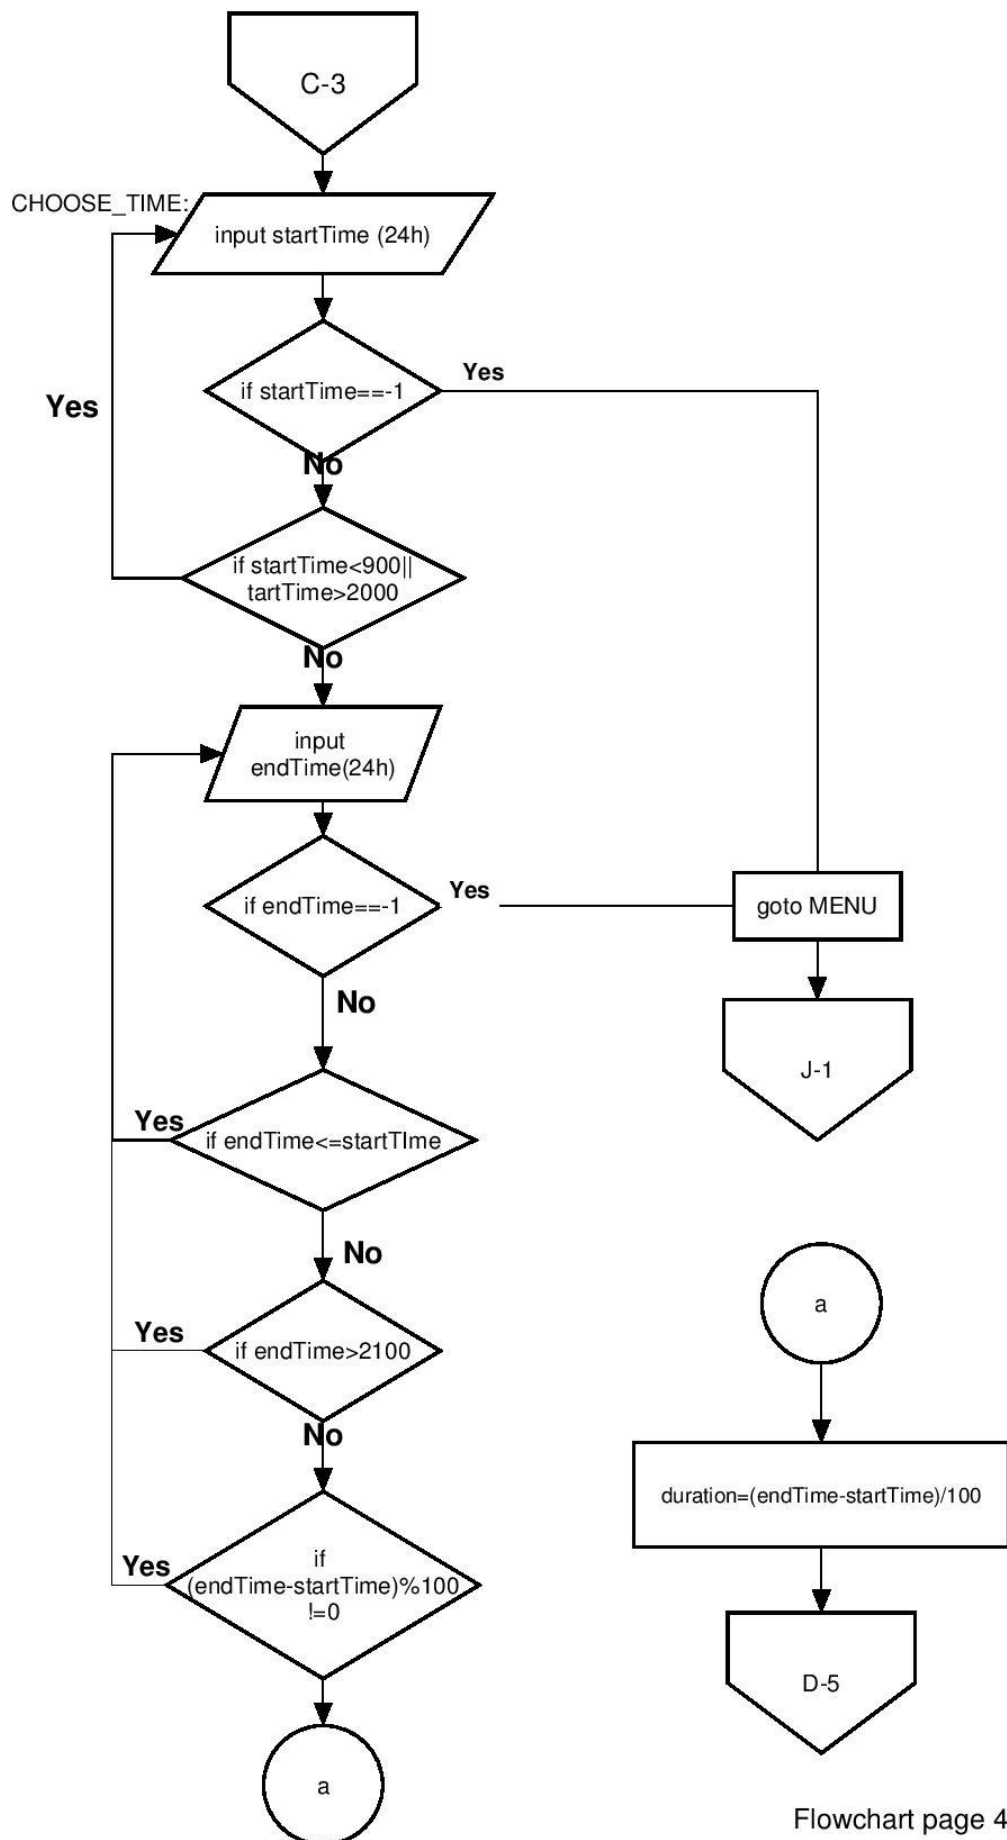 C-3
CHOOSE_TIME:
input startTime (24h)
if startTime==-1
Yes
Yes
No
if startTime<900||
tartTime>2000
No
input
endTime(24h)
if endTime==-1
Yes
goto MENU
No
J-1
Yes
if endTime<=startTIme
No
Yes
if endTime>2100
No
Yes
if
(endTime-startTime)%100
!=0
a
a
duration=(endTime-startTime)/100
D-5
Flowchart page 4